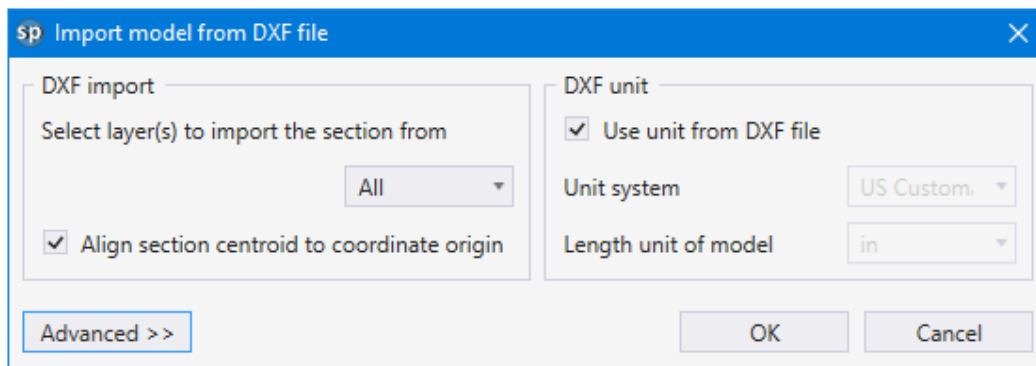 sp Import model from DXF file
DXF import
Select layer(s) to import the section from
All
Align section centroid to coordinate origin
DXF unit
Use unit from DXF file
Unit system
US Custom
Length unit of model
in
Advanced >>
OK
Cancel